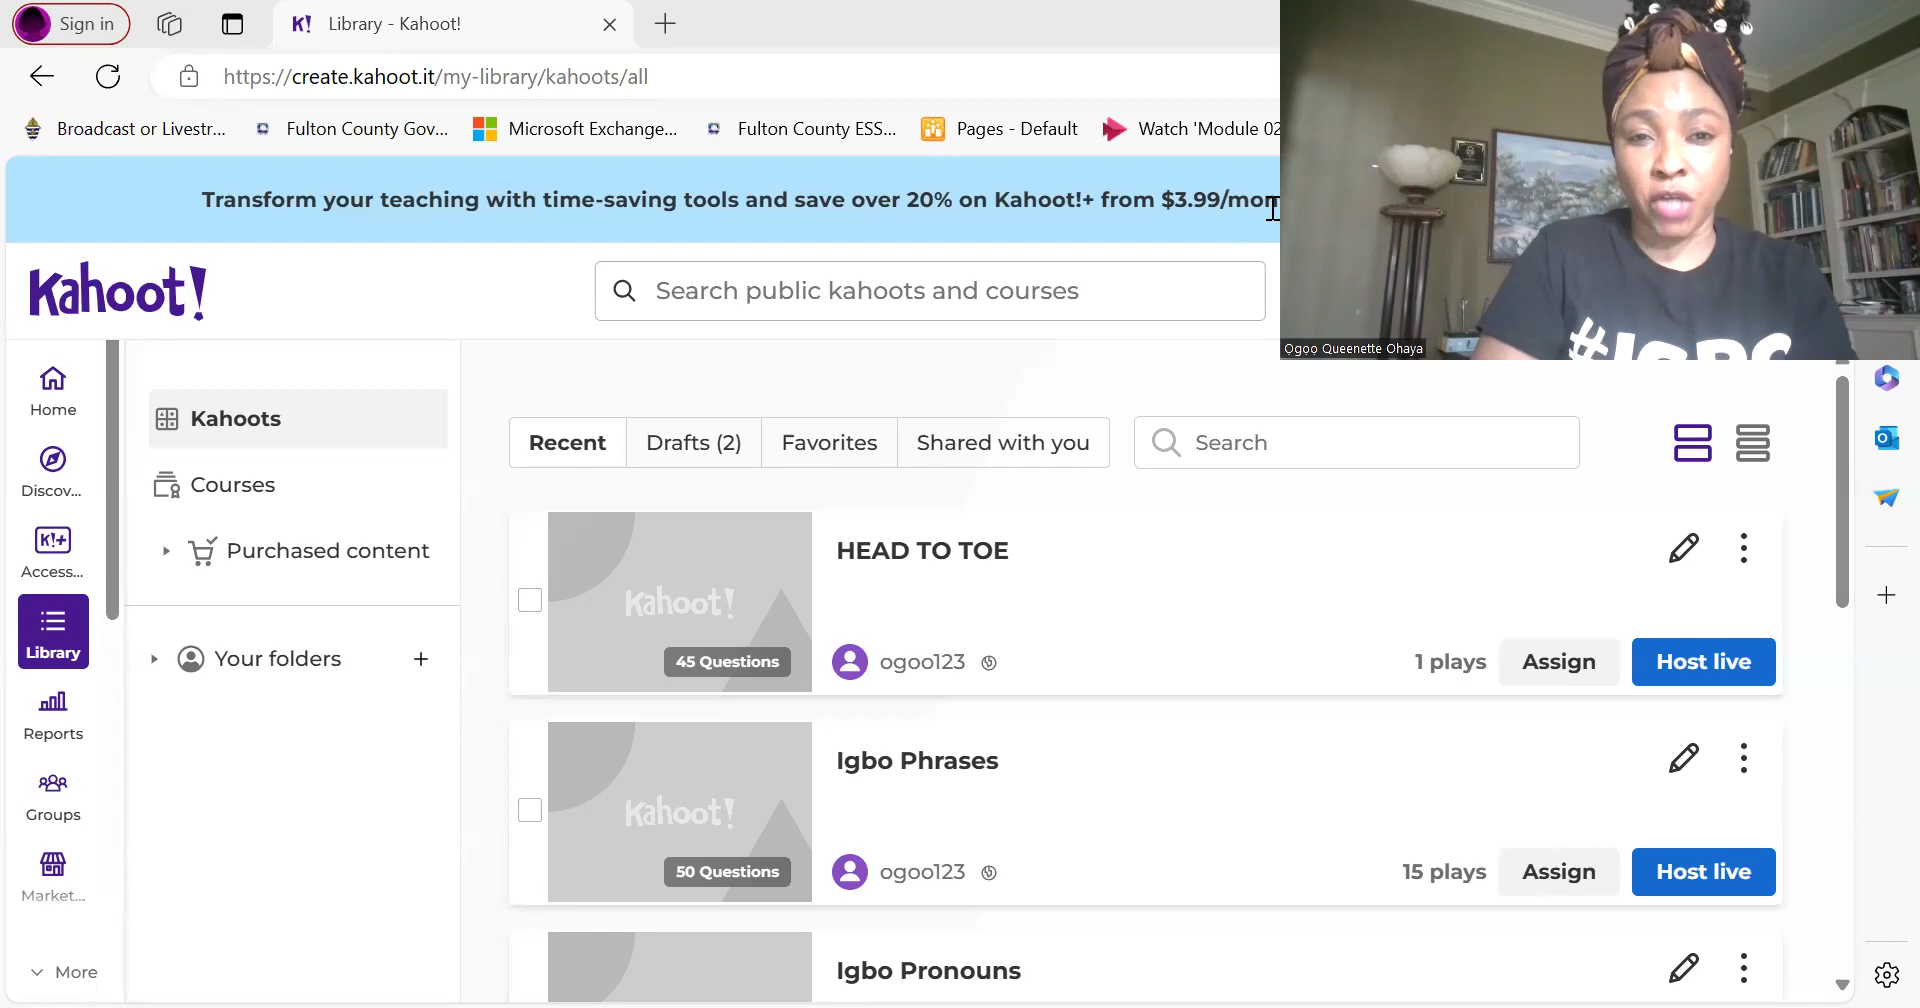 Sign in
Library - Kahoot!
https://create.kahoot.it/my-library/kahoots/all
Broadcast or Livestr... Fulton County Gov... Microsoft Exchange... Fulton County ESS... Pages - Default Watch 'Module 02
Transform your teaching with time-saving tools and save over 20% on Kahoot!+ from $3.99/mon
Ogoo Queenette Ohaya
Kahoot!
Search public kahoots and courses
Home
Discov...
K!+
Access...
Library
Reports
Groups
Market...
More
Kahoots
Courses
Purchased content
Your folders
Recent Drafts (2) Favorites Shared with you Search
HEAD TO TOE
Kahoot!
45 Questions
ogoo123 1 plays Assign Host live
Igbo Phrases
Kahoot!
50 Questions
ogoo123 15 plays Assign Host live
Igbo Pronouns